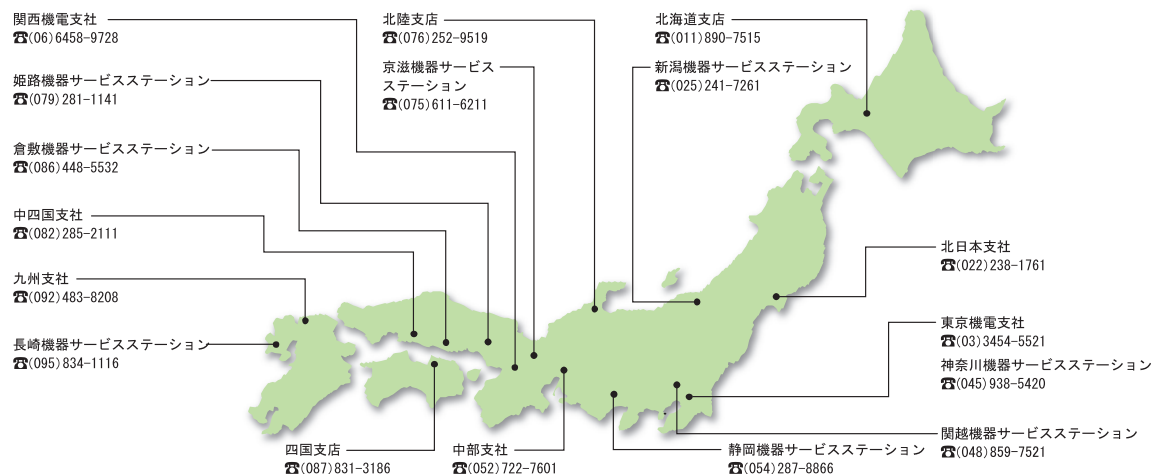 関西機電支社
☎(06)6458-9728
姫路機器サービスステーション
☎(079)281-1141
倉敷機器サービスステーション
☎(086)448-5532
中四国支社
☎(082)285-2111
九州支社
☎(092)483-8208
長崎機器サービスステーション
☎(095)834-1116
北陸支店
☎(076)252-9519
京滋機器サービス
ステーション
☎(075)611-6211
北海道支店
☎(011)890-7515
新潟機器サービスステーション
☎(025)241-7261
北日本支社
☎(022)238-1761
東京機電支社
☎(03)3454-5521
神奈川機器サービスステーション
☎(045)938-5420
関越機器サービスステーション
☎(048)859-7521
四国支店
☎(087)831-3186
中部支社
☎(052)722-7601
静岡機器サービスステーション
☎(054)287-8866